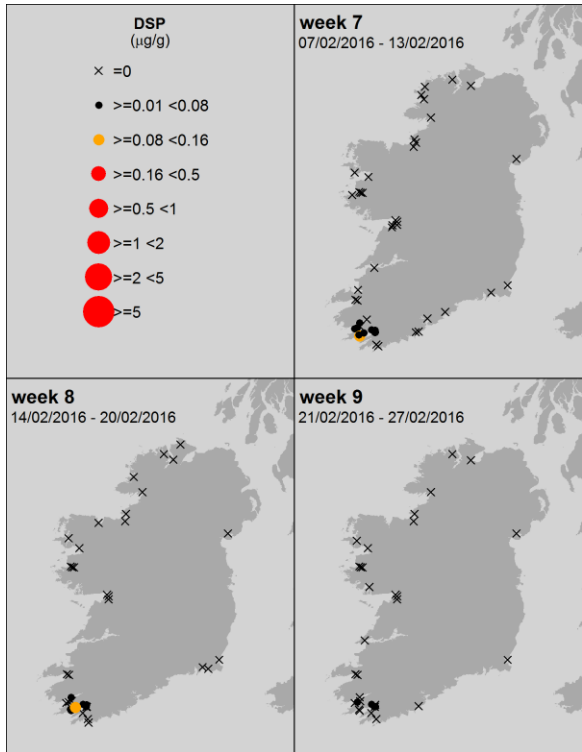 DSP
(µg/g)
=0
>=0.01 <0.08
>=0.08 <0.16
>=0.16 <0.5
>=0.5 <1
>=1 <2
>=2 <5
>=5
week 7
07/02/2016 - 13/02/2016
week 8
14/02/2016 - 20/02/2016
week 9
21/02/2016 - 27/02/2016